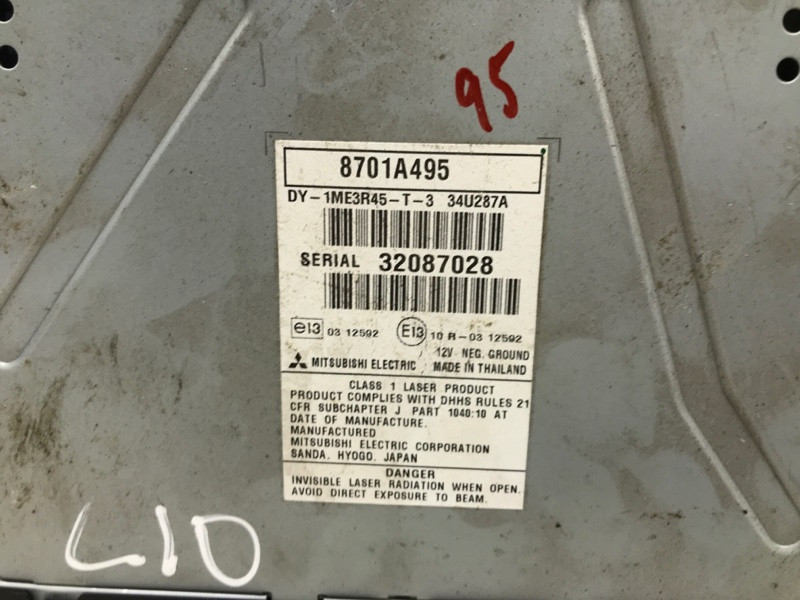 95
8701A495
DY-1ME3R45-T-3 34U287A
SERIAL 32087028
e13 03 12592 E13 10 R-03 12592
12V NEG. GROUND
MITSUBISHI ELECTRIC MADE IN THAILAND
CLASS 1 LASER PRODUCT
PRODUCT COMPLIES WITH DHHS RULES 21
CFR SUBCHAPTER J PART 1040:10 AT
DATE OF MANUFACTURE.
MANUFACTURED
MITSUBISHI ELECTRIC CORPORATION
SANDA, HYOGO, JAPAN
DANGER
INVISIBLE LASER RADIATION WHEN OPEN.
AVOID DIRECT EXPOSURE TO BEAM.
L10